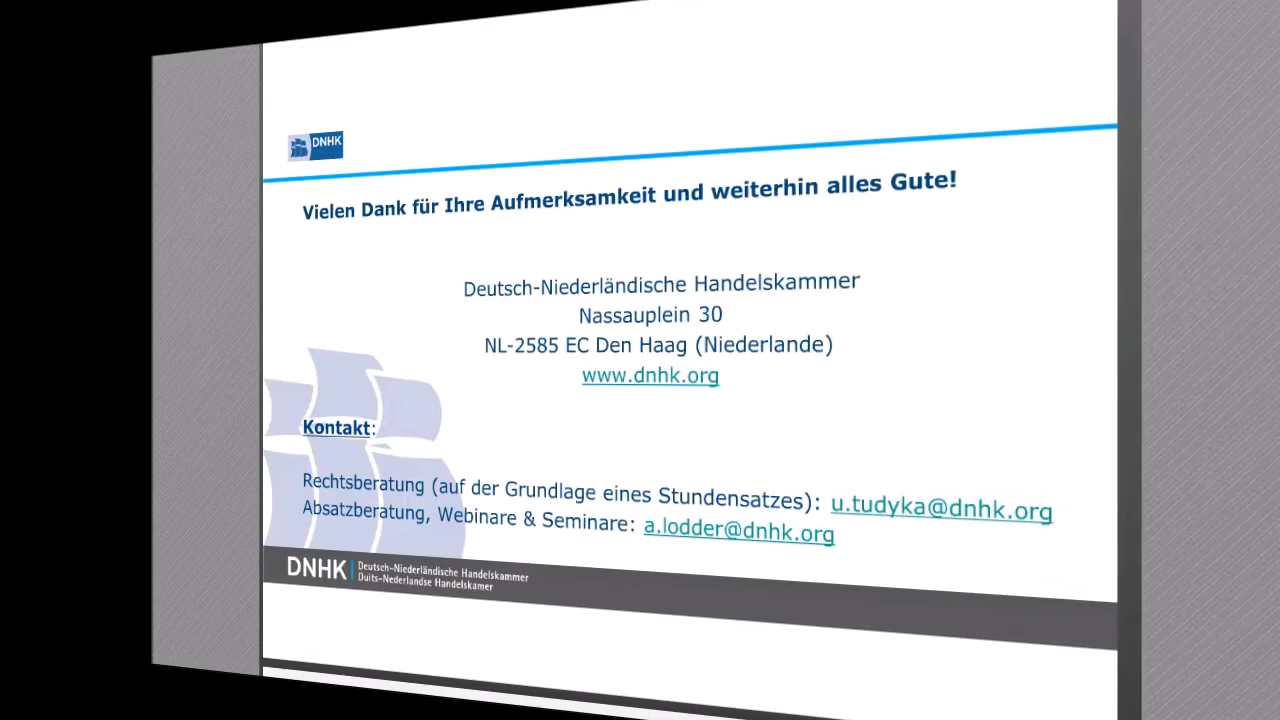 DNHK
Vielen Dank für Ihre Aufmerksamkeit und weiterhin alles Gute!
Deutsch-Niederländische Handelskammer
Nassauplein 30
NL-2585 EC Den Haag (Niederlande)
www.dnhk.org
Kontakt:
Rechtsberatung (auf der Grundlage eines Stundensatzes): u.tudyka@dnhk.org
Absatzberatung, Webinare & Seminare: a.lodder@dnhk.org
DNHK
Deutsch-Niederländische Handelskammer
Duits-Nederlandse Handelskamer